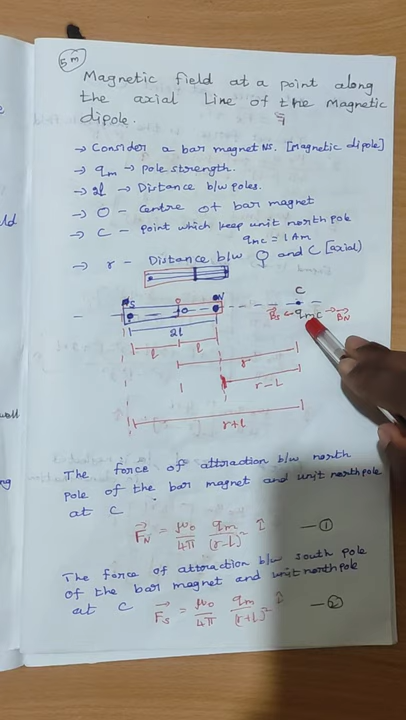 5m
Magnetic field at a point along
the axial Line of the Magnetic
dipole.
→ Consider a bar magnet NS. [Magnetic dipole]
→ qm → Pole strength.
→ 2l → Distance b/w poles.
→ O - Centre of bar magnet
→ C - Point which keep unit north pole
qmc = 1 Am
→ r - Distance b/w O and C [axial]
S O N C
B⃗s ← qmc → B⃗N
2l
l l r
r-l
r+l
The force of attraction b/w north
pole of the bar magnet and unit north pole
at C
F⃗N = μ0/4π qm/(r-l)² î —①
The force of attraction b/w south pole
of the bar magnet and unit north pole
at C F⃗s = μ0/4π qm/(r+l)² î —②